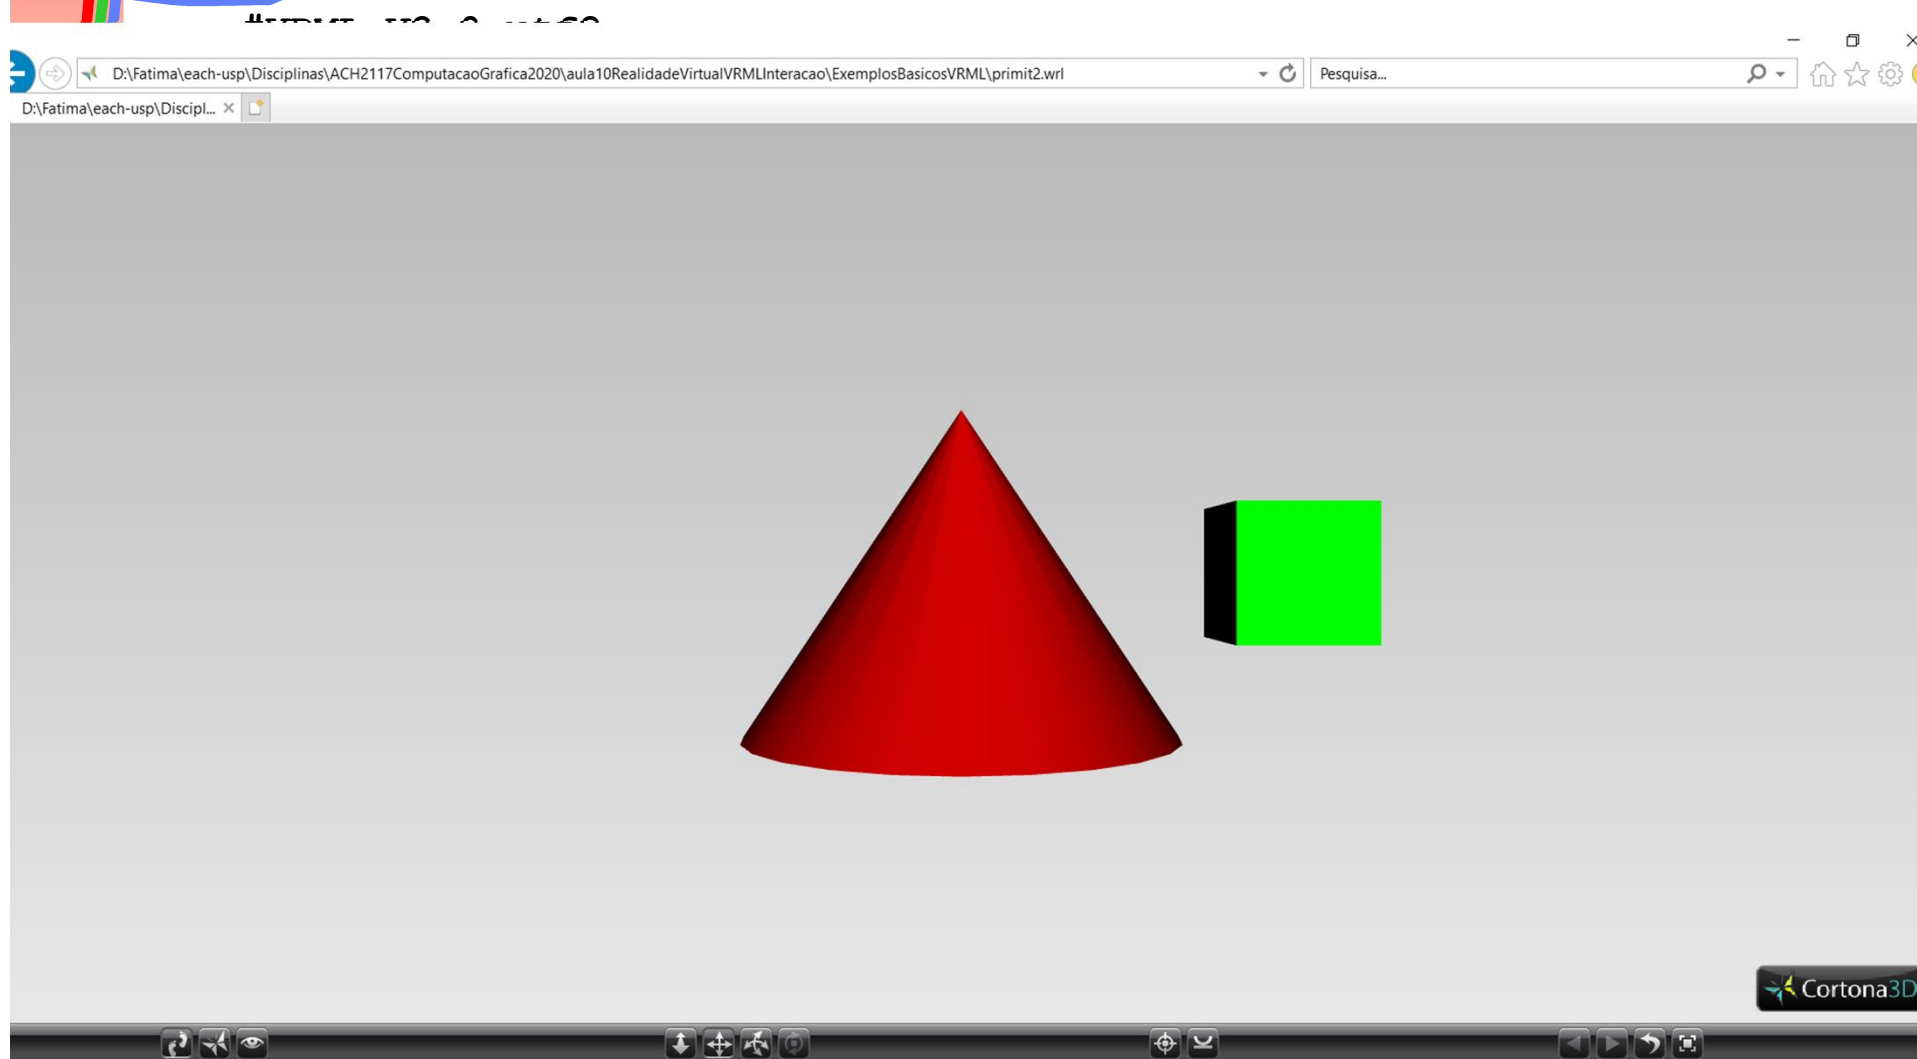 D:\Fatima\each-usp\Disciplinas\ACH2117ComputacaoGrafica2020\aula10RealidadeVirtualVRMLInteracao\ExemplosBasicosVRML\primit2.wrl
Pesquisa...
D:\Fatima\each-usp\Discipl...
Cortona3D